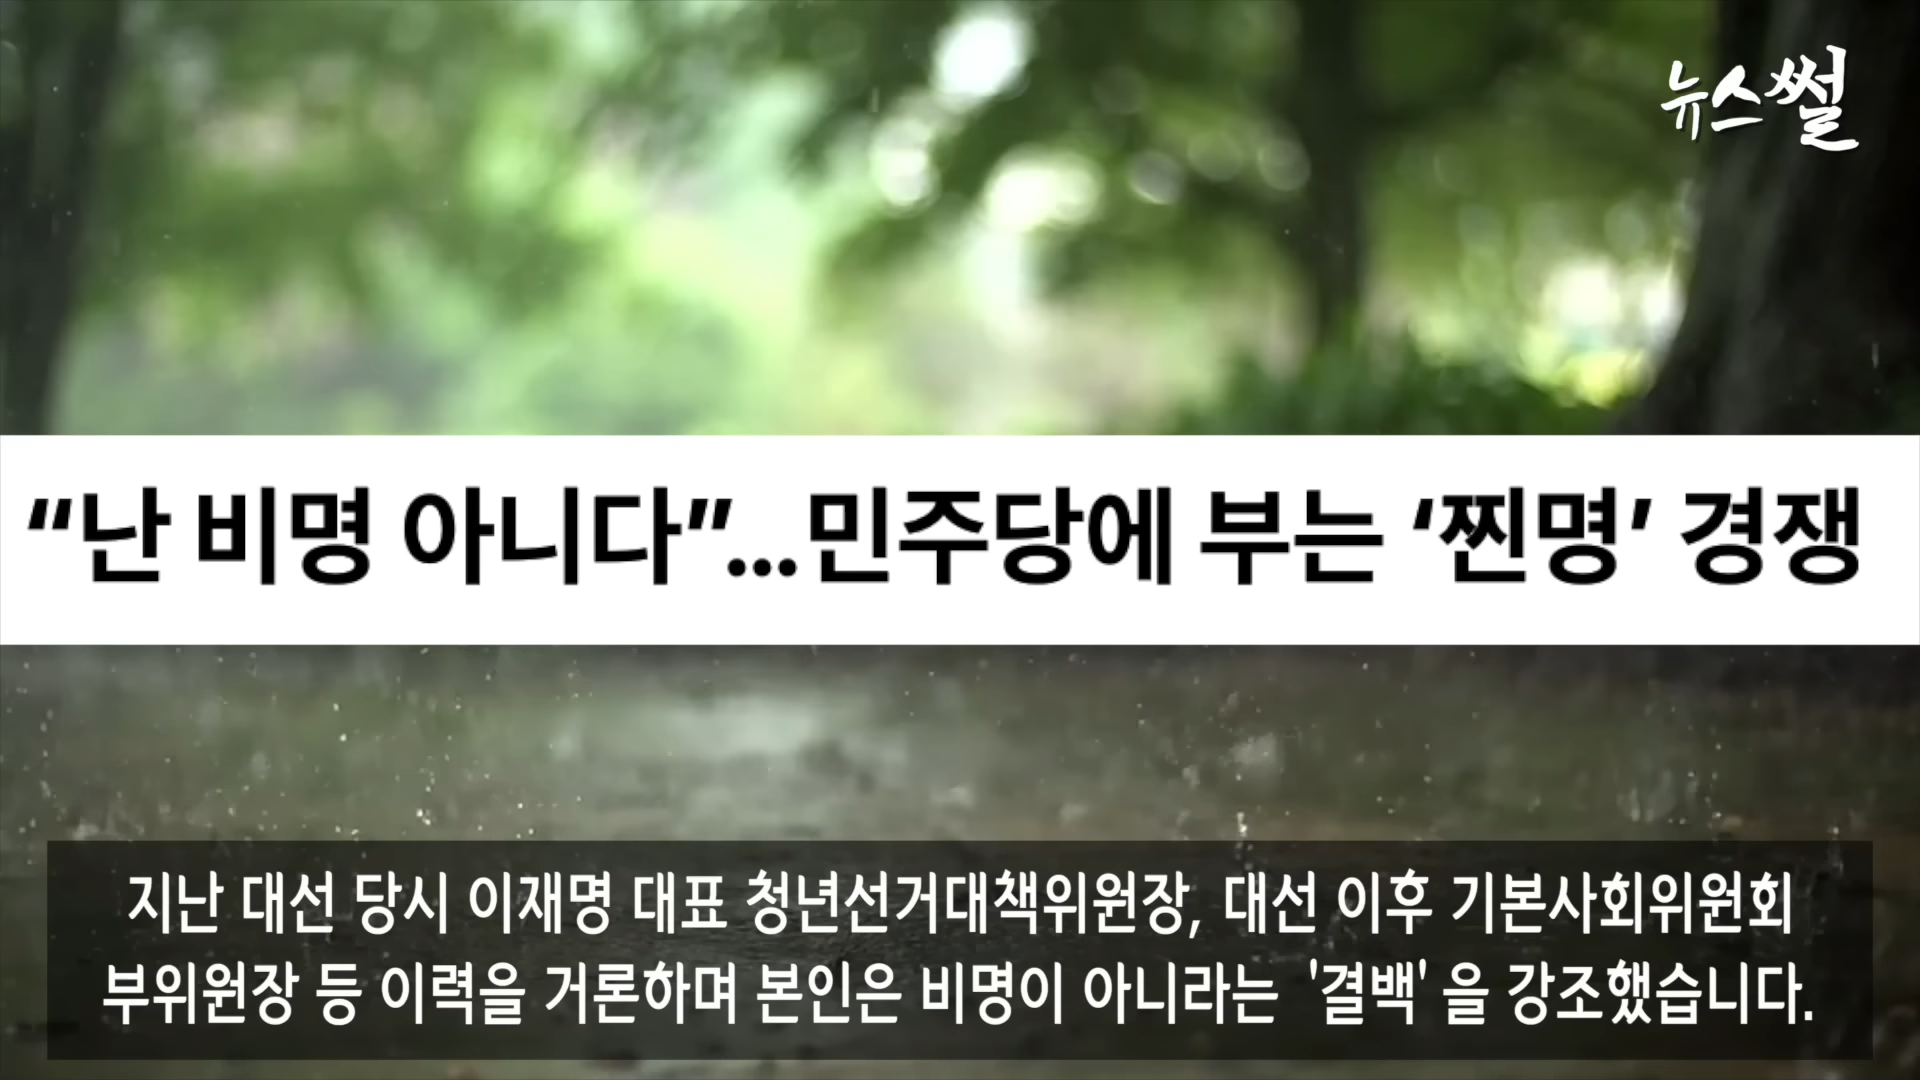 뉴스썰
“난 비명 아니다”...민주당에 부는 ‘찐명’ 경쟁
지난 대선 당시 이재명 대표 청년선거대책위원장, 대선 이후 기본사회위원회
부위원장 등 이력을 거론하며 본인은 비명이 아니라는 '결백' 을 강조했습니다.